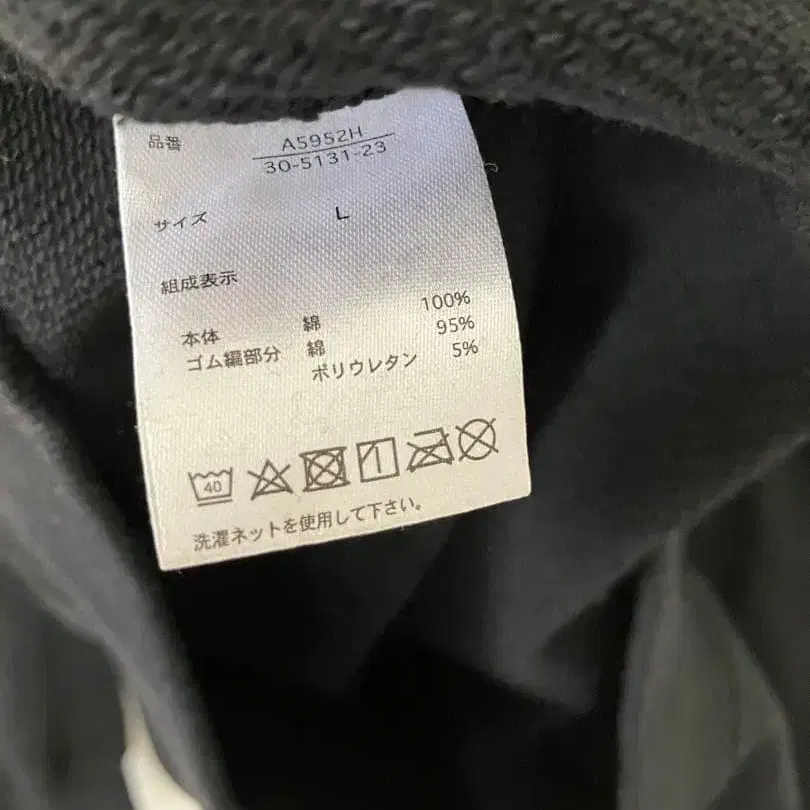 品番 A5952H
30-5131-23
サイズ L
組成表示
本体 綿 100%
ゴム編部分 綿 95%
ポリウレタン 5%
40
洗濯ネットを使用して下さい。